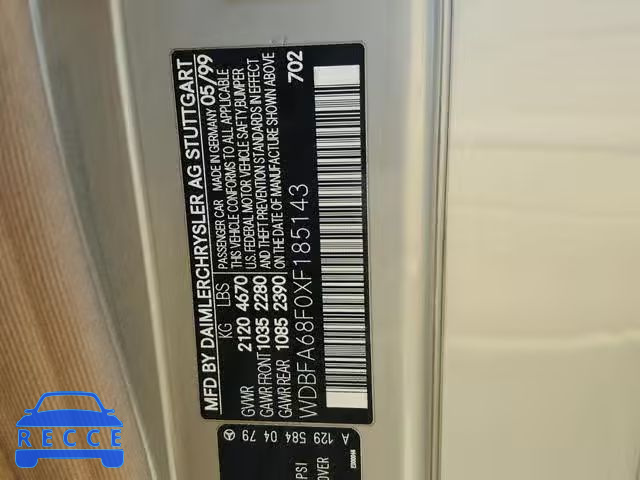 MFD BY DAIMLERCHRYSLER AG STUTTGART
KG LBS PASSENGER CAR MADE IN GERMANY 05/99
GVWR 2120 4670 THIS VEHICLE CONFORMS TO ALL APPLICABLE
U.S. FEDERAL MOTOR VEHICLE SAFTY, BUMPER
GAWR FRONT 1035 2280 AND THEFT PREVENTION STANDARDS IN EFFECT
GAWR REAR 1085 2390 ON THE DATE OF MANUFACTURE SHOWN ABOVE
WDBFA68F0XF185143 702
A 129 584 04 79
PSI
OVER
RECCE